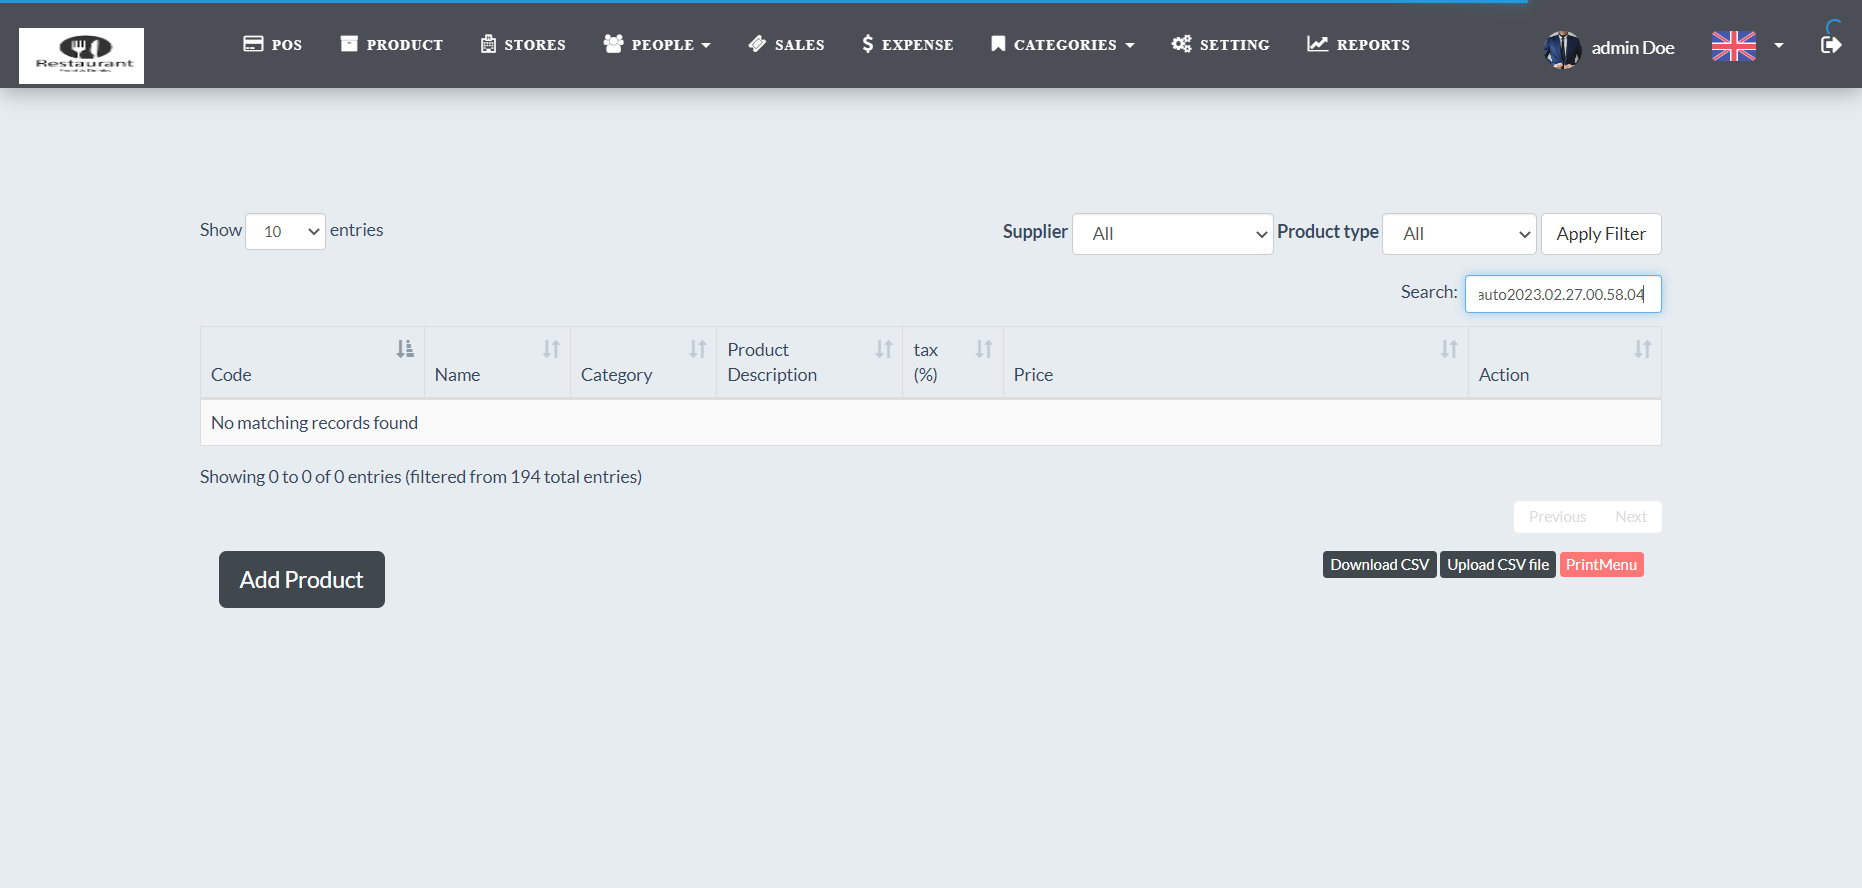 Restaurant
POS
PRODUCT
STORES
PEOPLE
SALES
EXPENSE
CATEGORIES
SETTING
REPORTS
admin Doe
Show 10 entries
Supplier All Product type All Apply Filter
Search: auto2023.02.27.00.58.04
Code
Name
Category
Product
Description
tax
(%)
Price
Action
No matching records found
Showing 0 to 0 of 0 entries (filtered from 194 total entries)
Previous Next
Add Product
Download CSV Upload CSV file PrintMenu